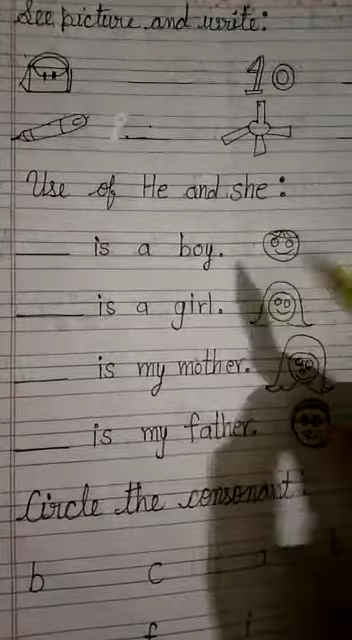 See picture and write:
10
Use of He and she:
is a boy.
is a girl.
is my mother.
is my father.
Circle the consonant:
b c
f i